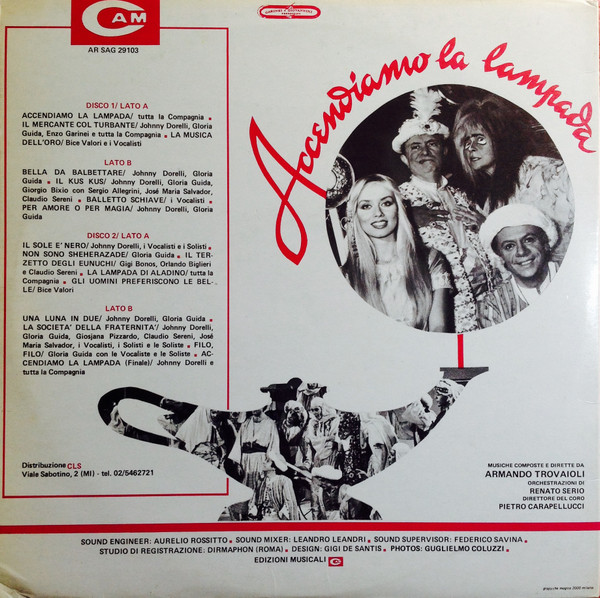 CAM
AR SAG 29103
Accendiamo la lampada
DISCO 1/ LATO A
ACCENDIAMO LA LAMPADA/ tutta la Compagnia ■
IL MERCANTE COL TURBANTE/ Johnny Dorelli, Gloria
Guida, Enzo Garinei e tutta la Compagnia ■ LA MUSICA
DELL'ORO/ Bice Valori e i Vocalisti
LATO B
BELLA DA BALBETTARE/ Johnny Dorelli, Gloria
Guida ■ IL KUS KUS/ Johnny Dorelli, Gloria Guida,
Giorgio Bixio con Sergio Allegrini, José Maria Salvador,
Claudio Sereni ■ BALLETTO SCHIAVE/ i Vocalisti ■
PER AMORE O PER MAGIA/ Johnny Dorelli, Gloria
Guida
DISCO 2/ LATO A
IL SOLE E' NERO/ Johnny Dorelli, i Vocalisti e i Solisti ■
NON SONO SHEHERAZADE/ Gloria Guida ■ IL TER-
ZETTO DEGLI EUNUCHI/ Gigi Bonos, Orlando Biglieri
e Claudio Sereni ■ LA LAMPADA DI ALADINO/ tutta la
Compagnia ■ GLI UOMINI PREFERISCONO LE BEL-
LE/ Bice Valori
LATO B
UNA LUNA IN DUE/ Johnny Dorelli, Gloria Guida ■
LA SOCIETA' DELLA FRATERNITA'/ Johnny Dorelli,
Gloria Guida, Giosjana Pizzardo, Claudio Sereni, José
Maria Salvador, i Vocalisti, i Solisti e le Soliste ■ FILO,
FILO/ Gloria Guida con le Vocaliste e le Soliste ■ AC-
CENDIAMO LA LAMPADA (Finale)/ Johnny Dorelli e
tutta la Compagnia
Distribuzione CLS
Viale Sabotino, 2 (MI) - tel. 02/5462721
MUSICHE COMPOSTE E DIRETTE DA
ARMANDO TROVAIOLI
ORCHESTRAZIONI DI
RENATO SERIO
DIRETTORE DEL CORO
PIETRO CARAPELLUCCI
SOUND ENGINEER: AURELIO ROSSITTO ■ SOUND MIXER: LEANDRO LEANDRI ■ SOUND SUPERVISOR: FEDERICO SAVINA ■
STUDIO DI REGISTRAZIONE: DIRMAPHON (ROMA) ■ DESIGN: GIGI DE SANTIS ■ PHOTOS: GUGLIELMO COLUZZI ■
EDIZIONI MUSICALI